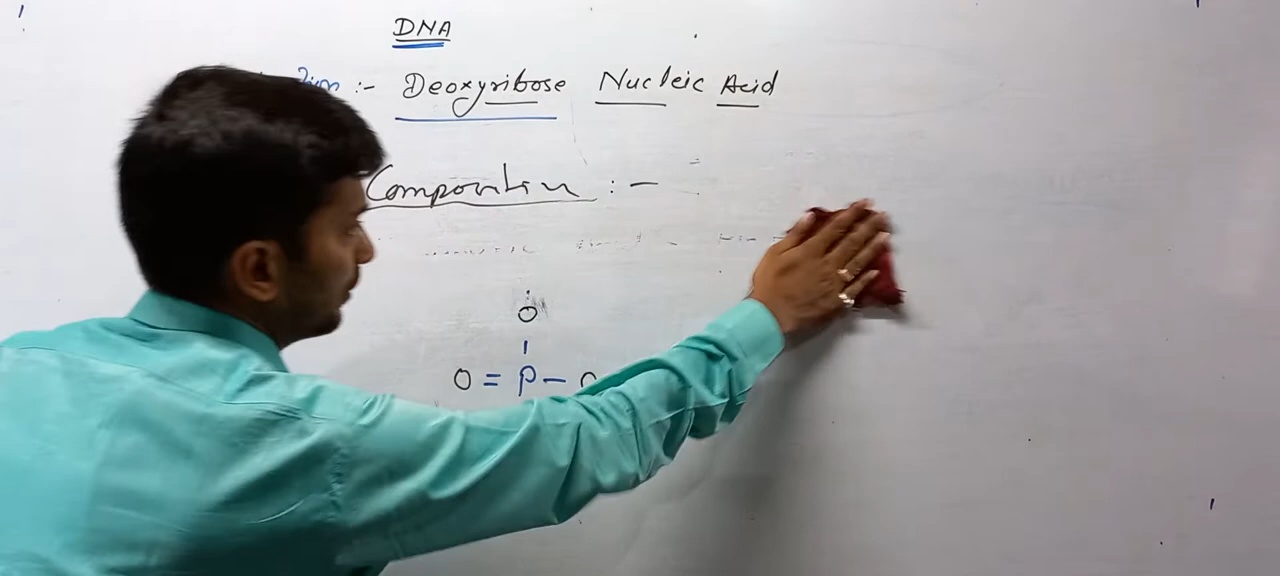 DNA
:- Deoxyribose Nucleic Acid
Composition :-
O
O = P - O